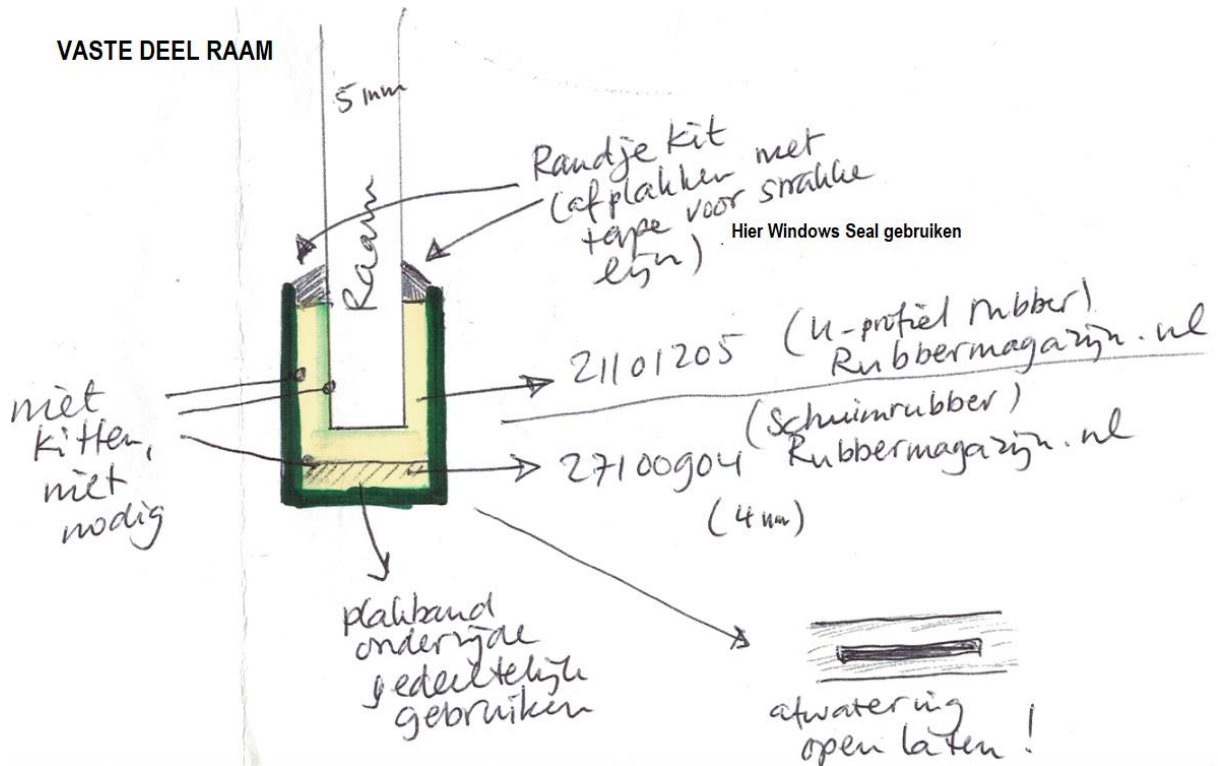 VASTE DEEL RAAM
5 mm
Raam
Randje kit
(afplakken met
tape voor strakke
lijn)
Hier Windows Seal gebruiken
21101205 (U-profiel rubber)
Rubbermagazijn.nl
(Schuimrubber)
27100904 Rubbermagazijn.nl
(4 mm)
niet
kitten,
niet
nodig
plakband
onderzijde
gedeeltelijk
gebruiken
afwatering
open laten!